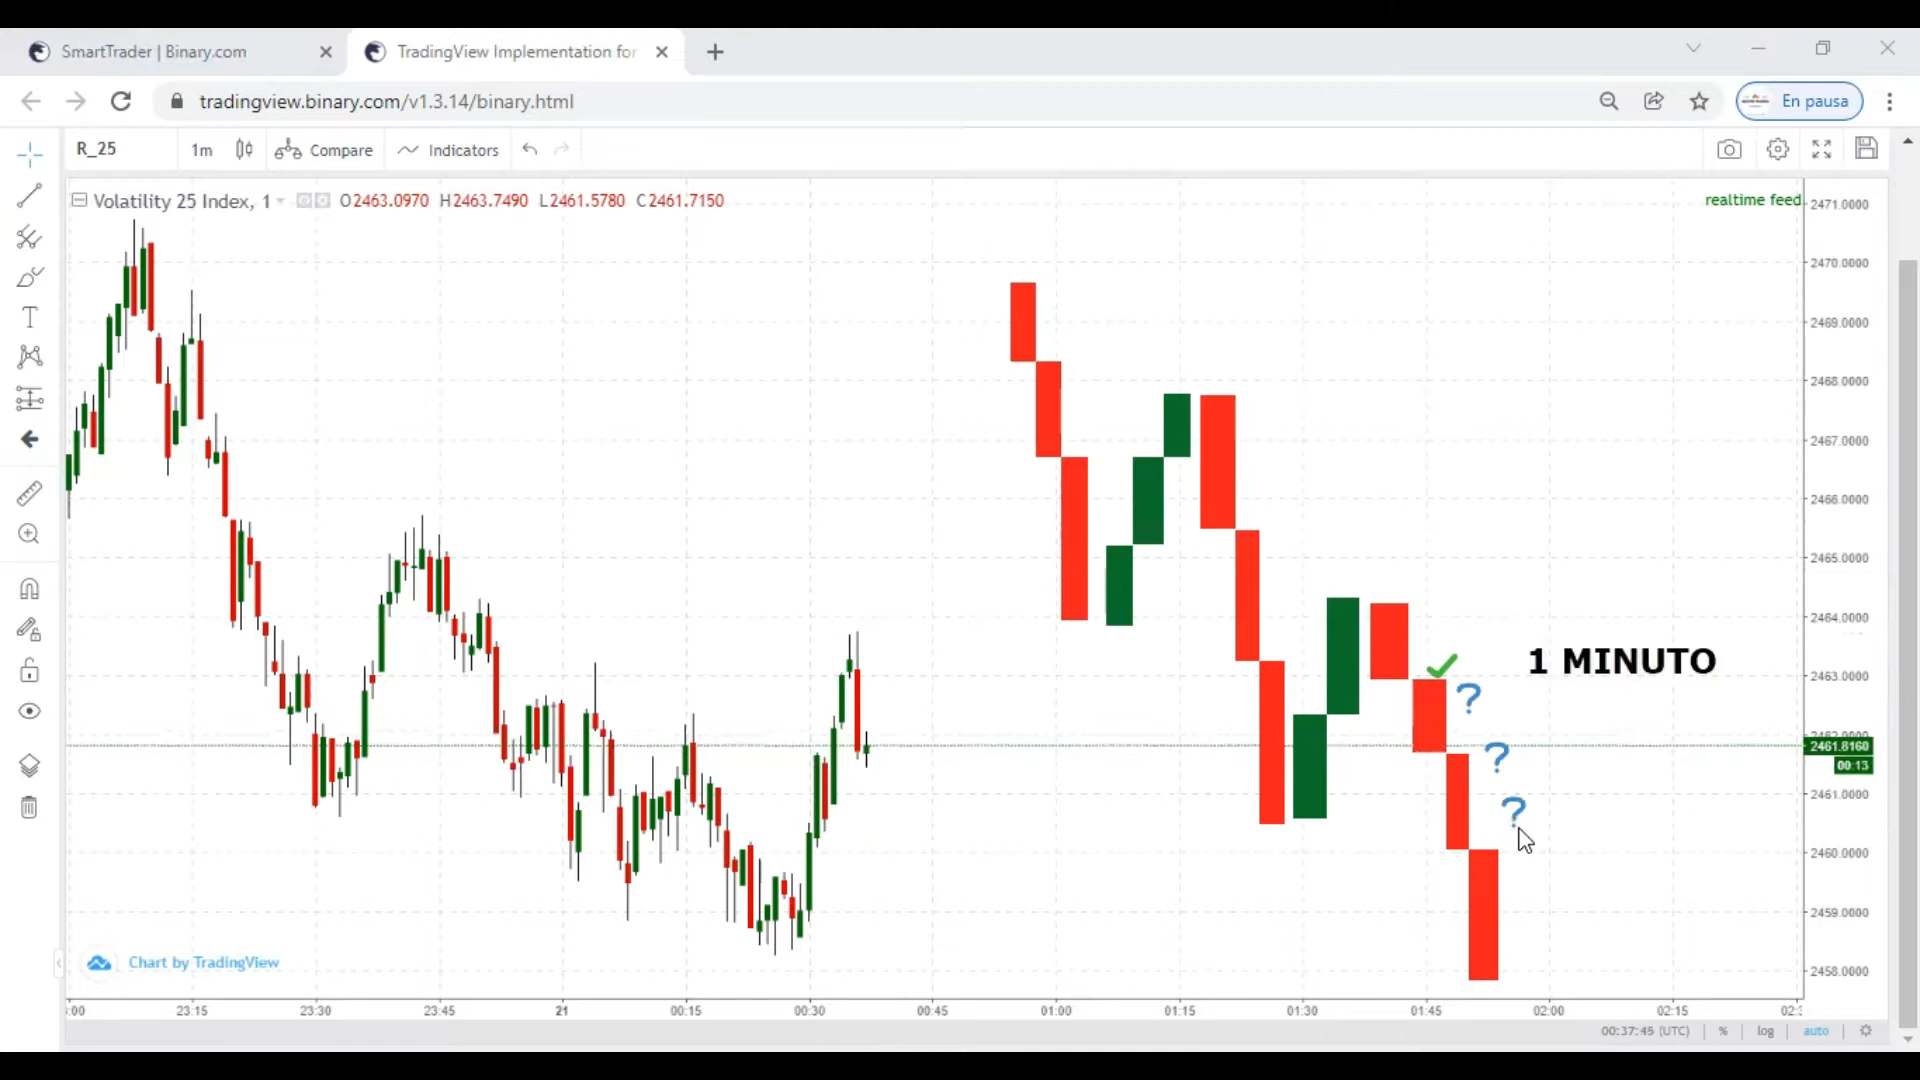 SmartTrader | Binary.com
TradingView Implementation for
tradingview.binary.com/v1.3.14/binary.html
En pausa
R_25
1m
Compare
Indicators
Volatility 25 Index, 1
O2463.0970 H2463.7490 L2461.5780 C2461.7150
realtime feed
2471.0000
2470.0000
2469.0000
2468.0000
2467.0000
2466.0000
2465.0000
2464.0000
2463.0000
2461.8160
00:13
2461.0000
2460.0000
2459.0000
2458.0000
1 MINUTO
?
?
?
Chart by TradingView
:00 23:15 23:30 23:45 21 00:15 00:30 00:45 01:00 01:15 01:30 01:45 02:00 02:15
00:37:45 (UTC) % log auto